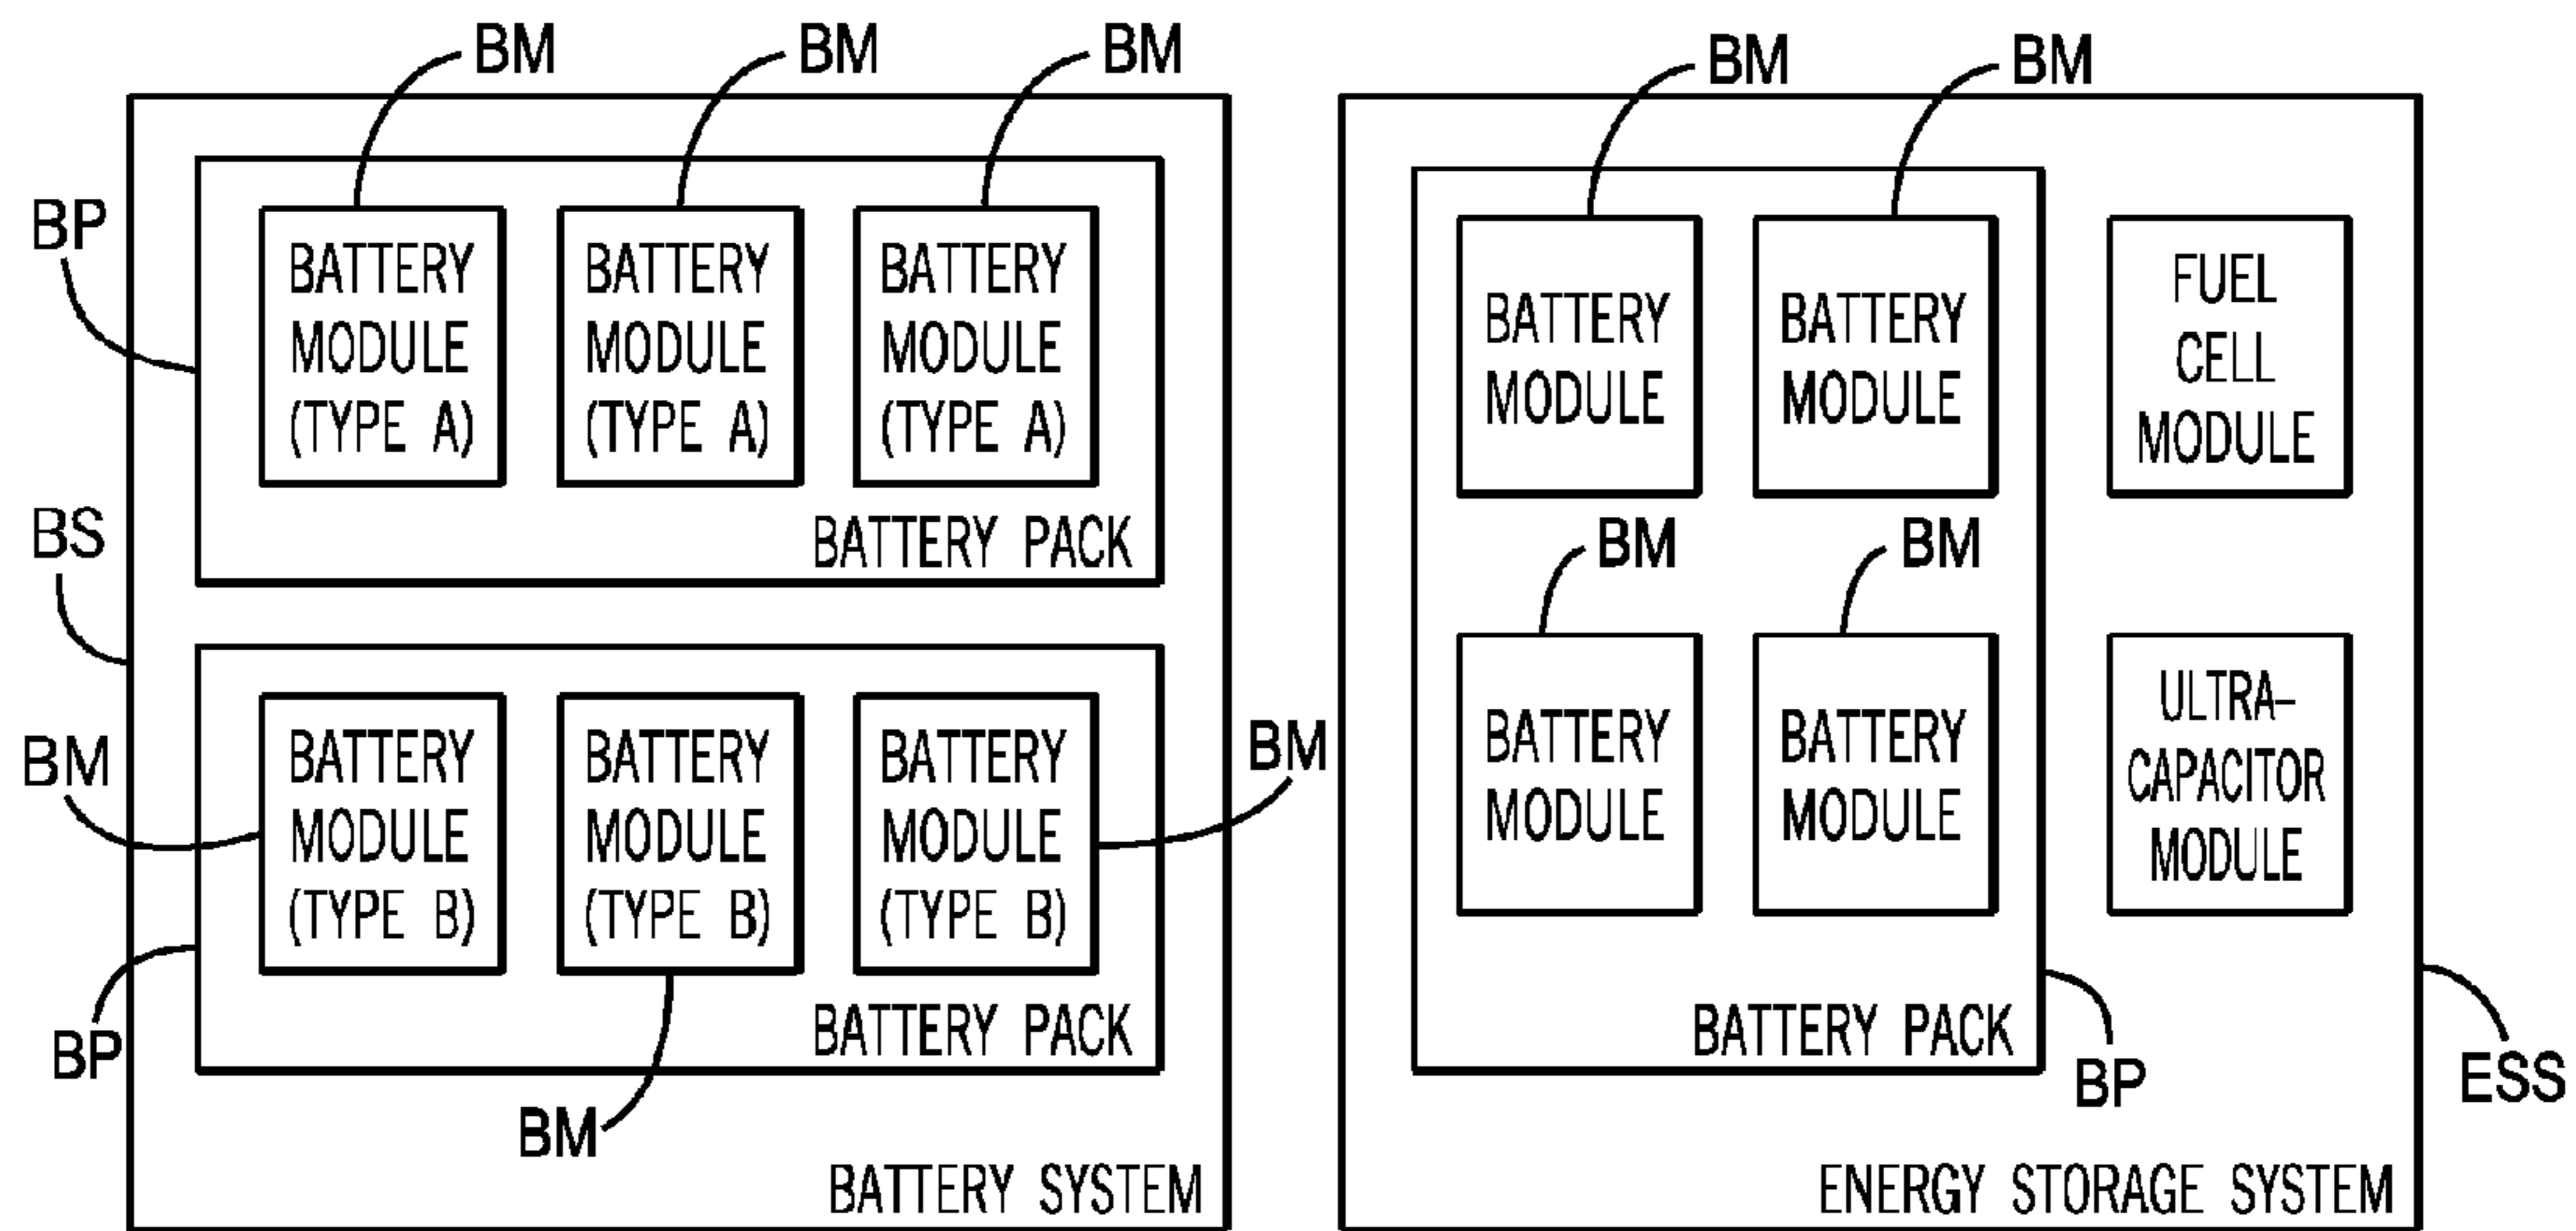 BM
BM
BM
BP
BATTERY
MODULE
(TYPE A)
BATTERY
MODULE
(TYPE A)
BATTERY
MODULE
(TYPE A)
BATTERY PACK
BS
BM
BATTERY
MODULE
(TYPE B)
BATTERY
MODULE
(TYPE B)
BATTERY
MODULE
(TYPE B)
BM
BP
BATTERY PACK
BM
BATTERY SYSTEM
BM
BM
BATTERY
MODULE
BATTERY
MODULE
FUEL
CELL
MODULE
BM
BM
BATTERY
MODULE
BATTERY
MODULE
ULTRA-
CAPACITOR
MODULE
BATTERY PACK
BP
ESS
ENERGY STORAGE SYSTEM